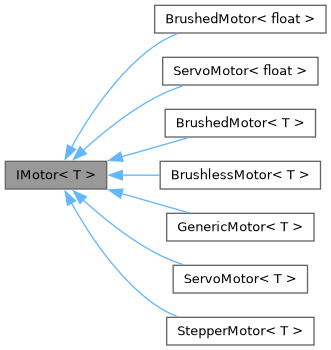 BrushedMotor< float >
ServoMotor< float >
BrushedMotor< T >
IMotor< T >
BrushlessMotor< T >
GenericMotor< T >
ServoMotor< T >
StepperMotor< T >